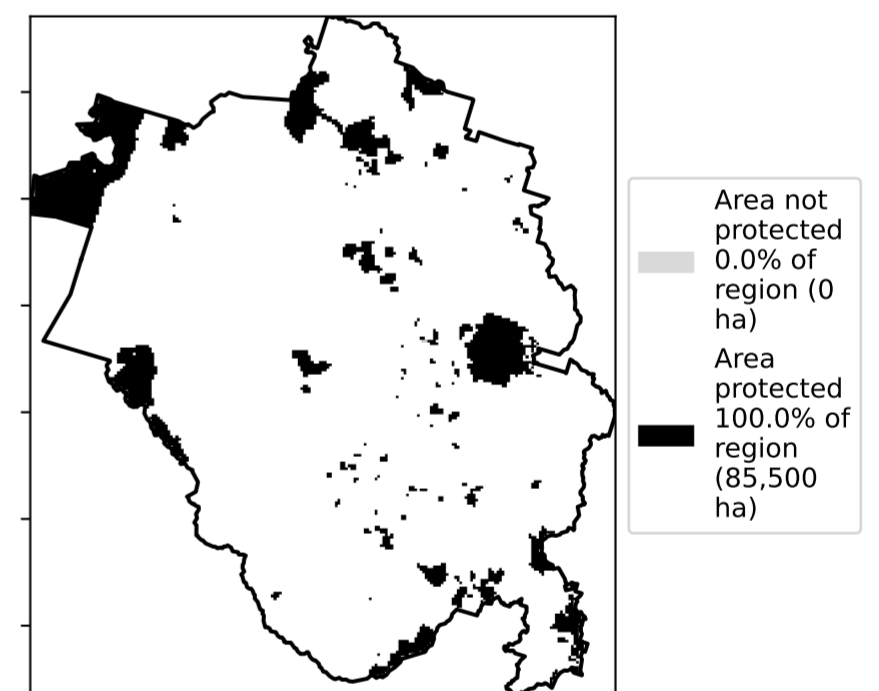 Area not
protected
0.0% of
region (0
ha)
Area
protected
100.0% of
region
(85,500
ha)